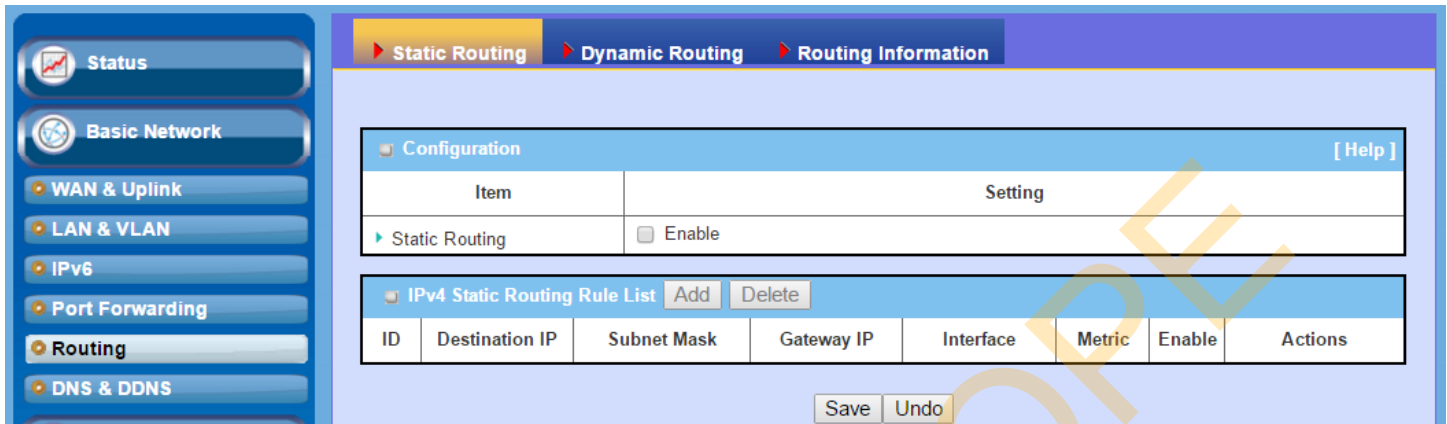 Status
Basic Network
WAN & Uplink
LAN & VLAN
IPv6
Port Forwarding
Routing
DNS & DDNS
Static Routing Dynamic Routing Routing Information
Configuration [ Help ]
Item Setting
Static Routing Enable
IPv4 Static Routing Rule List Add Delete
ID Destination IP Subnet Mask Gateway IP Interface Metric Enable Actions
Save Undo